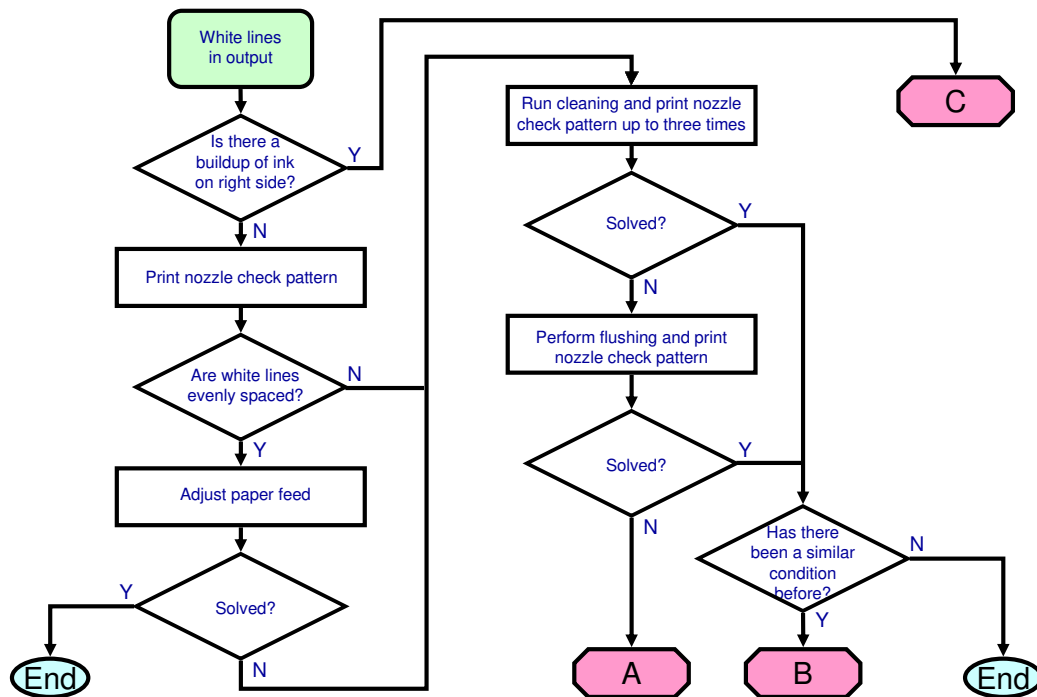 White lines
in output
Is there a
buildup of ink
on right side?
Y
N
Print nozzle check pattern
Are white lines
evenly spaced?
N
Y
Adjust paper feed
Solved?
Y
N
End
Run cleaning and print nozzle
check pattern up to three times
Solved?
Y
N
Perform flushing and print
nozzle check pattern
Solved?
Y
N
Has there
been a similar
condition
before?
N
Y
A
B
End
C